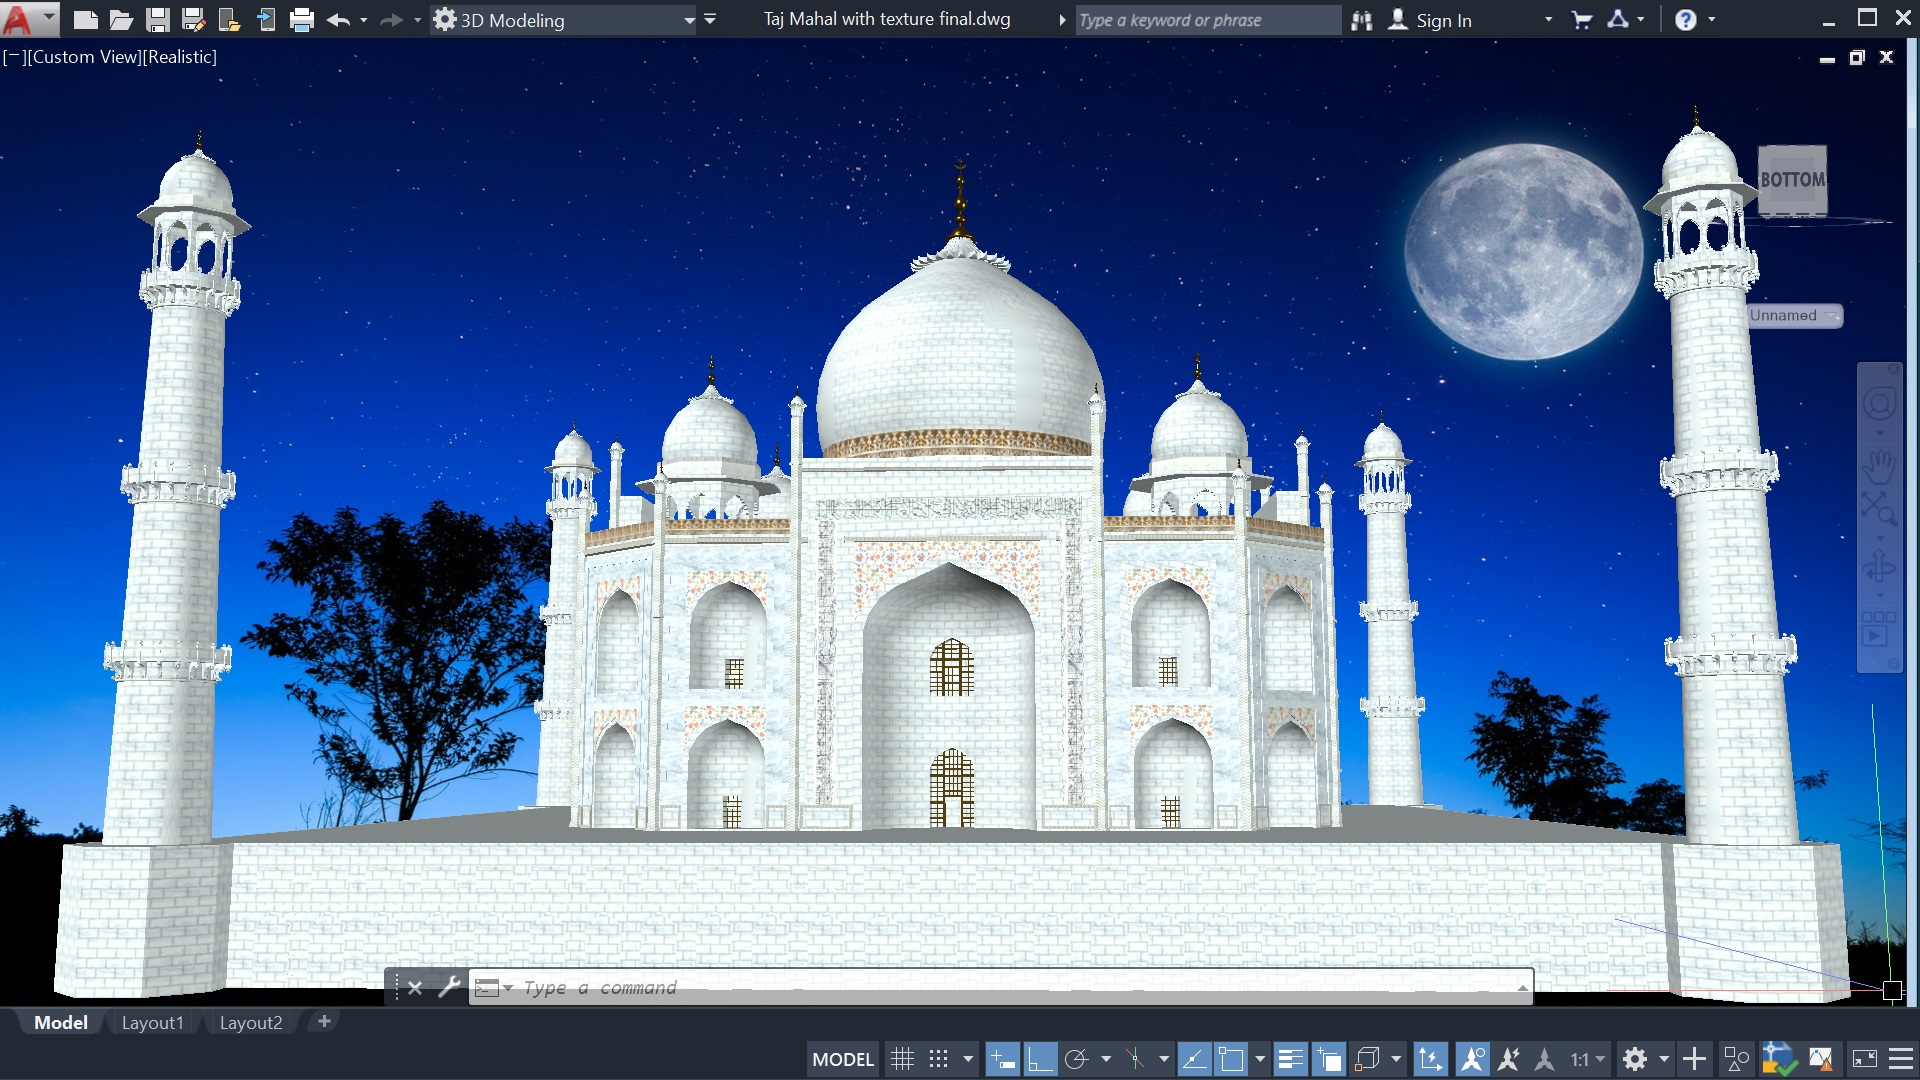 3D Modeling
Taj Mahal with texture final.dwg
Type a keyword or phrase
Sign In
[−][Custom View][Realistic]
BOTTOM
Unnamed
Type a command
Model
Layout1
Layout2
MODEL
1:1